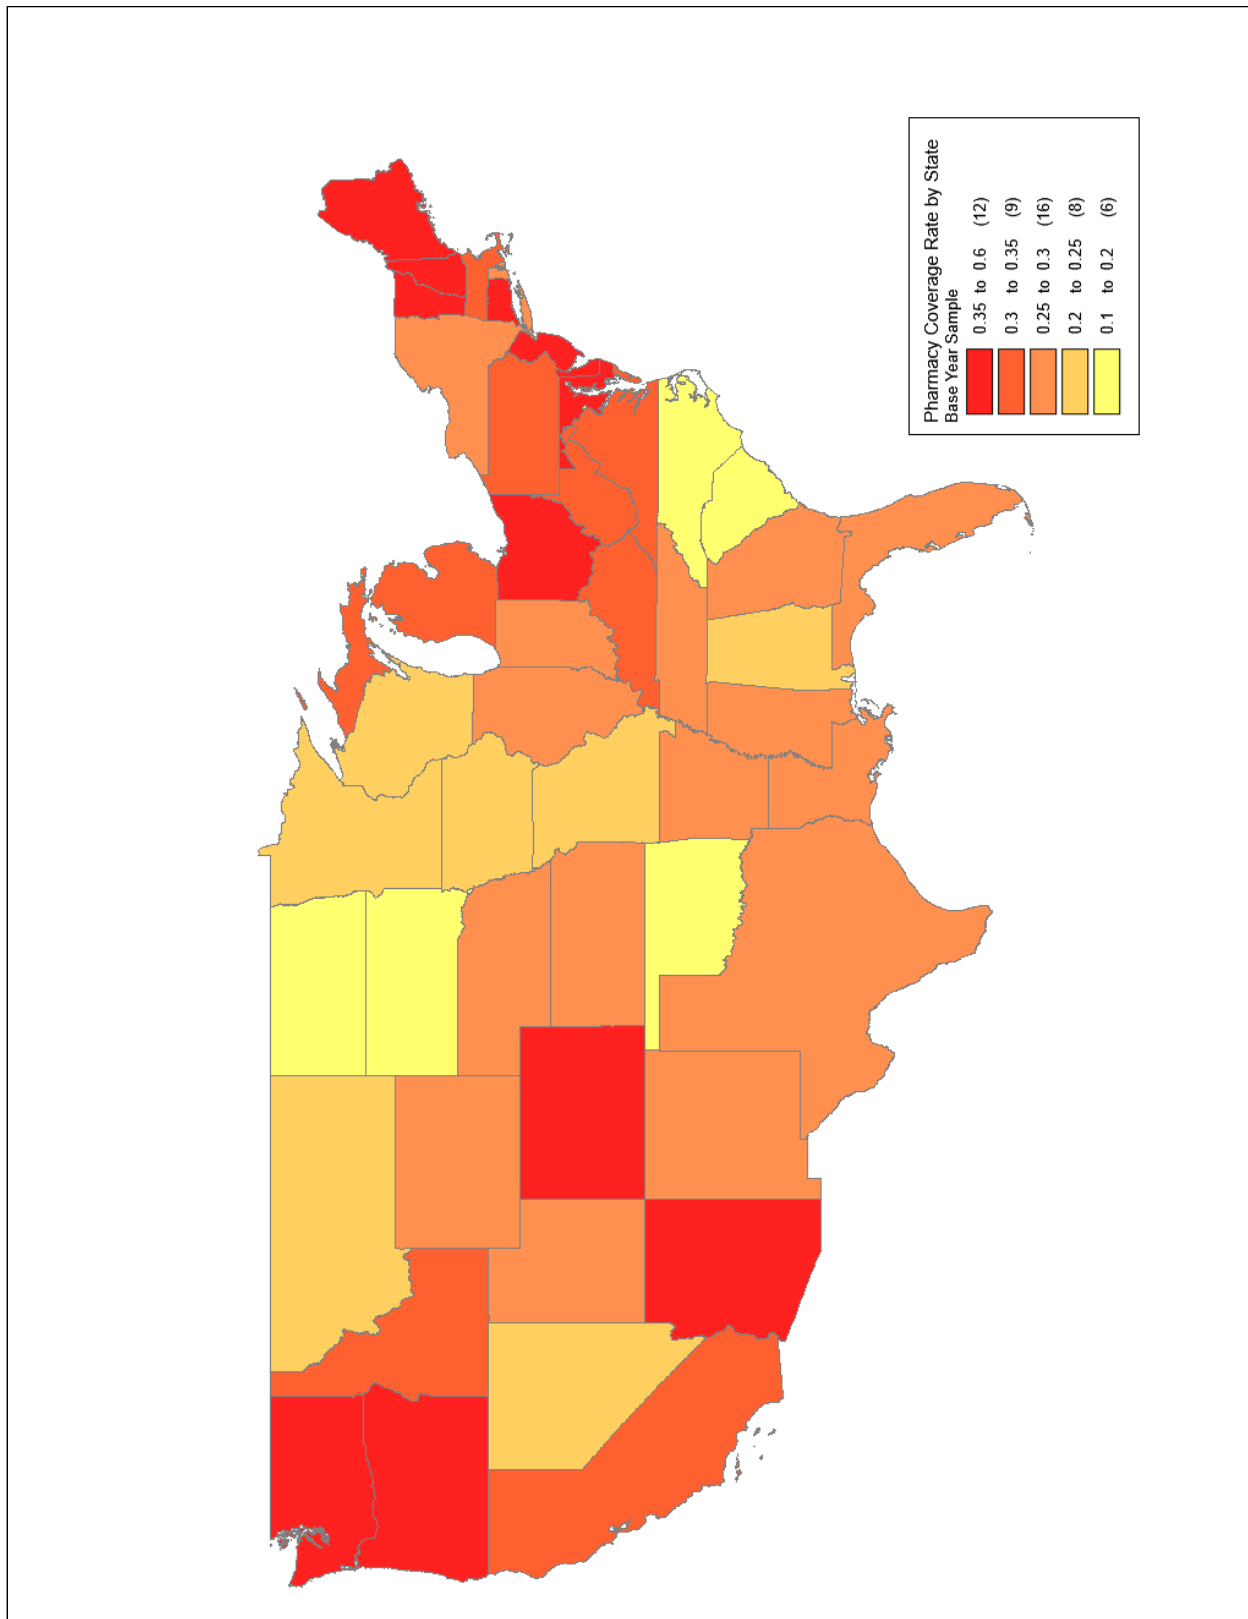 Pharmacy Coverage Rate by State
Base Year Sample
0.35 to 0.6 (12)
0.3 to 0.35 (9)
0.25 to 0.3 (16)
0.2 to 0.25 (8)
0.1 to 0.2 (6)